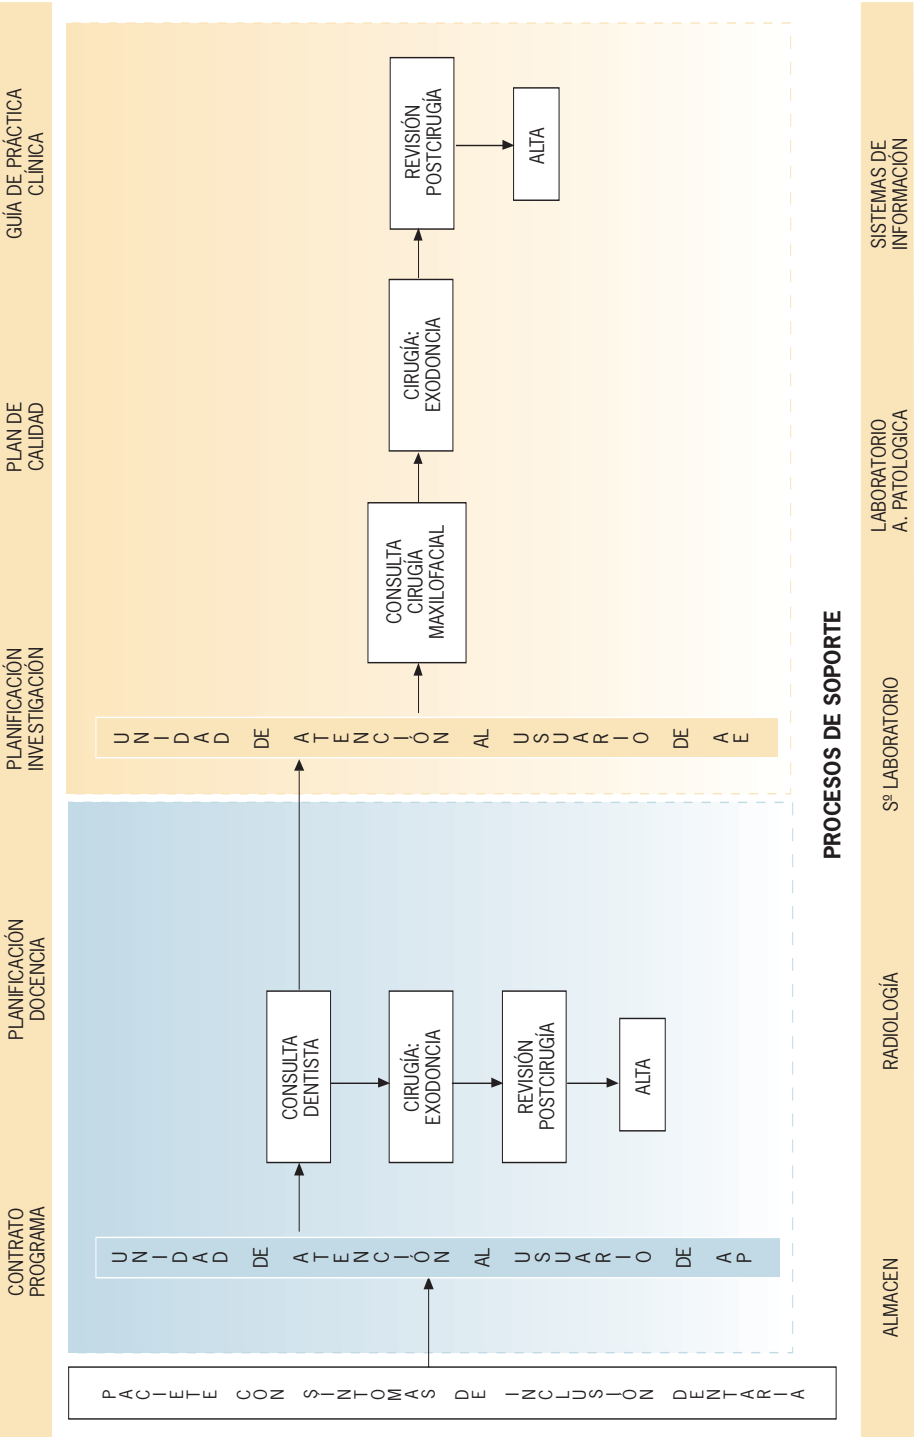 CONTRATO
PROGRAMA
PLANIFICACIÓN
DOCENCIA
PLANIFICACIÓN
INVESTIGACIÓN
PLAN DE
CALIDAD
GUÍA DE PRÁCTICA
CLÍNICA
PACIETE CON SÍNTOMAS DE INCLUSIÓN DENTARIA
UNIDAD DE ATENCIÓN AL USUARIO DE AP
CONSULTA
DENTISTA
CIRUGÍA:
EXODONCIA
REVISIÓN
POSTCIRUGÍA
ALTA
UNIDAD DE ATENCIÓN AL USUARIO DE AE
CONSULTA
CIRUGÍA
MAXILOFACIAL
CIRUGÍA:
EXODONCIA
REVISIÓN
POSTCIRUGÍA
ALTA
PROCESOS DE SOPORTE
ALMACEN
RADIOLOGÍA
Sº LABORATORIO
LABORATORIO
A. PATOLOGICA
SISTEMAS DE
INFORMACIÓN